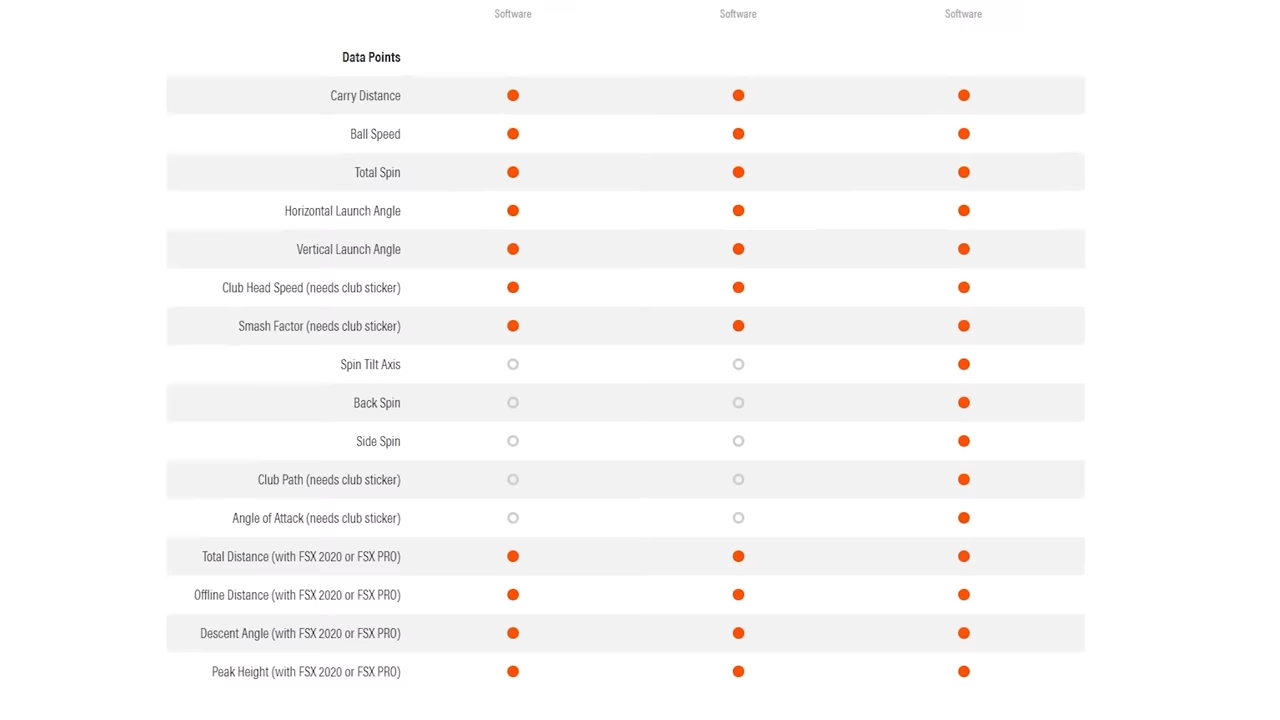 Software Software Software
Data Points
Carry Distance
Ball Speed
Total Spin
Horizontal Launch Angle
Vertical Launch Angle
Club Head Speed (needs club sticker)
Smash Factor (needs club sticker)
Spin Tilt Axis
Back Spin
Side Spin
Club Path (needs club sticker)
Angle of Attack (needs club sticker)
Total Distance (with FSX 2020 or FSX PRO)
Offline Distance (with FSX 2020 or FSX PRO)
Descent Angle (with FSX 2020 or FSX PRO)
Peak Height (with FSX 2020 or FSX PRO)